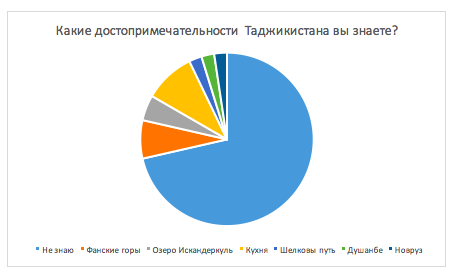 Какие достопримечательности Таджикистана вы знаете?
Не знаю Фанские горы Озеро Искандеркуль Кухня Шелковы путь Душанбе Новруз